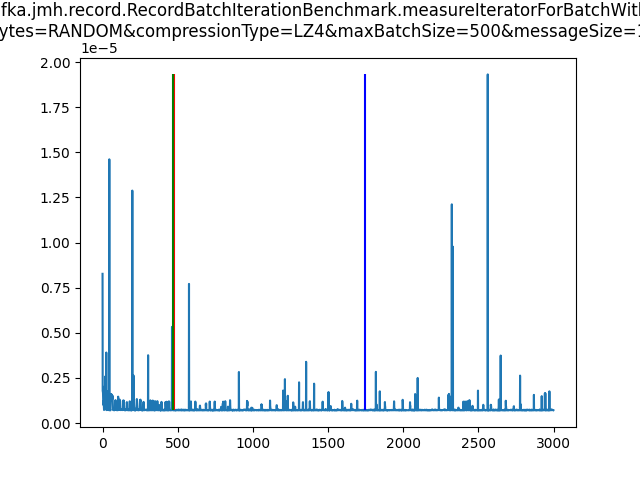 fka.jmh.record.RecordBatchIterationBenchmark.measureIteratorForBatchWith
ytes=RANDOM&compressionType=LZ4&maxBatchSize=500&messageSize=1
1e−5
2.00
1.75
1.50
1.25
1.00
0.75
0.50
0.25
0.00
0 500 1000 1500 2000 2500 3000